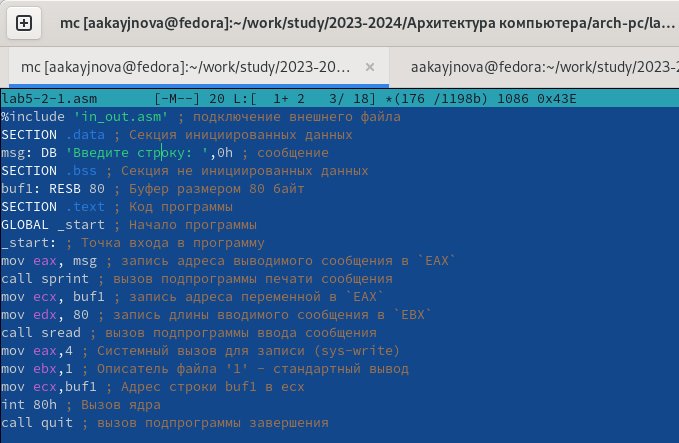 mc [aakayjnova@fedora]:~/work/study/2023-2024/Архитектура компьютера/arch-pc/la...
mc [aakayjnova@fedora]:~/work/study/2023-20... ×
aakayjnova@fedora:~/work/study/2023-2
lab5-2-1.asm [-M--] 20 L:[ 1+ 2 3/ 18] *(176 /1198b) 1086 0x43E
%include 'in_out.asm' ; подключение внешнего файла
SECTION .data ; Секция инициированных данных
msg: DB 'Введите строку: ',0h ; сообщение
SECTION .bss ; Секция не инициированных данных
buf1: RESB 80 ; Буфер размером 80 байт
SECTION .text ; Код программы
GLOBAL _start ; Начало программы
_start: ; Точка входа в программу
mov eax, msg ; запись адреса выводимого сообщения в `EAX`
call sprint ; вызов подпрограммы печати сообщения
mov ecx, buf1 ; запись адреса переменной в `EAX`
mov edx, 80 ; запись длины вводимого сообщения в `EBX`
call sread ; вызов подпрограммы ввода сообщения
mov eax,4 ; Системный вызов для записи (sys-write)
mov ebx,1 ; Описатель файла '1' - стандартный вывод
mov ecx,buf1 ; Адрес строки buf1 в ecx
int 80h ; Вызов ядра
call quit ; вызов подпрограммы завершения